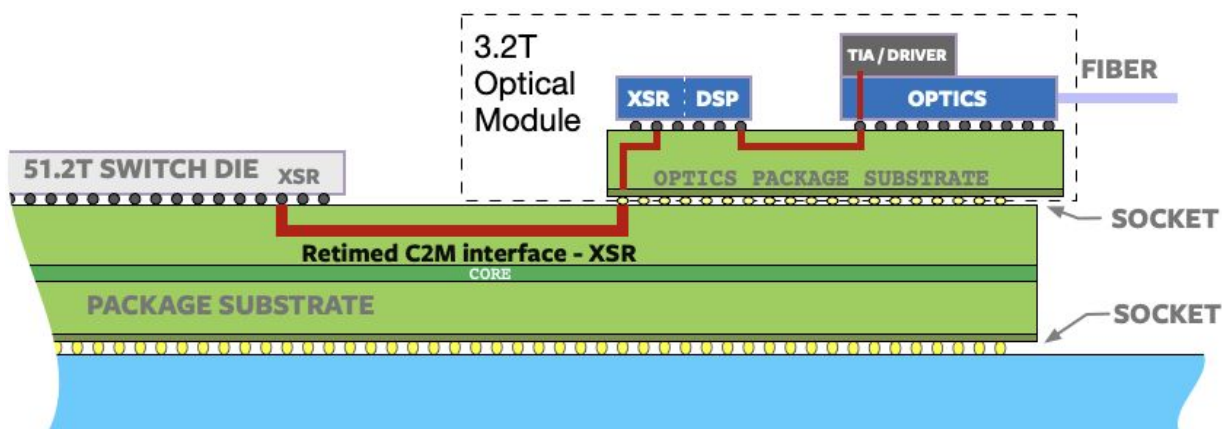 3.2T
Optical
Module
TIA / DRIVER
FIBER
XSR DSP
OPTICS
51.2T SWITCH DIE XSR
OPTICS PACKAGE SUBSTRATE
SOCKET
Retimed C2M interface - XSR
CORE
PACKAGE SUBSTRATE
SOCKET